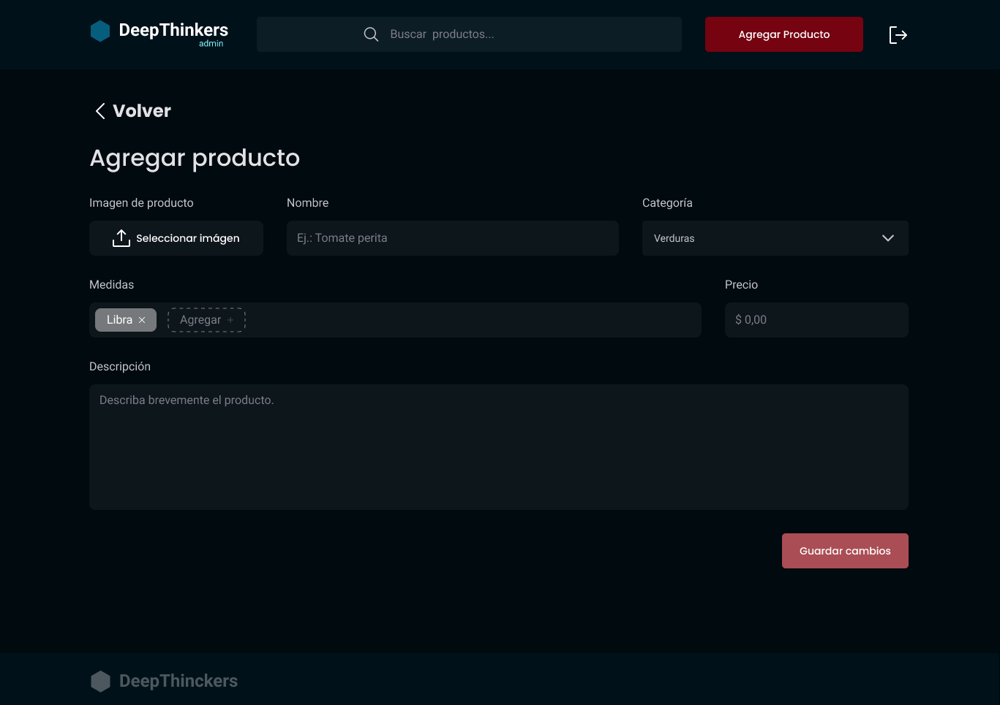 DeepThinkers
admin
Buscar productos...
Agregar Producto
Volver
Agregar producto
Imagen de producto
Nombre
Categoría
Seleccionar imágen
Ej.: Tomate perita
Verduras
Medidas
Precio
Libra ×
Agregar +
$ 0,00
Descripción
Describa brevemente el producto.
Guardar cambios
DeepThinckers